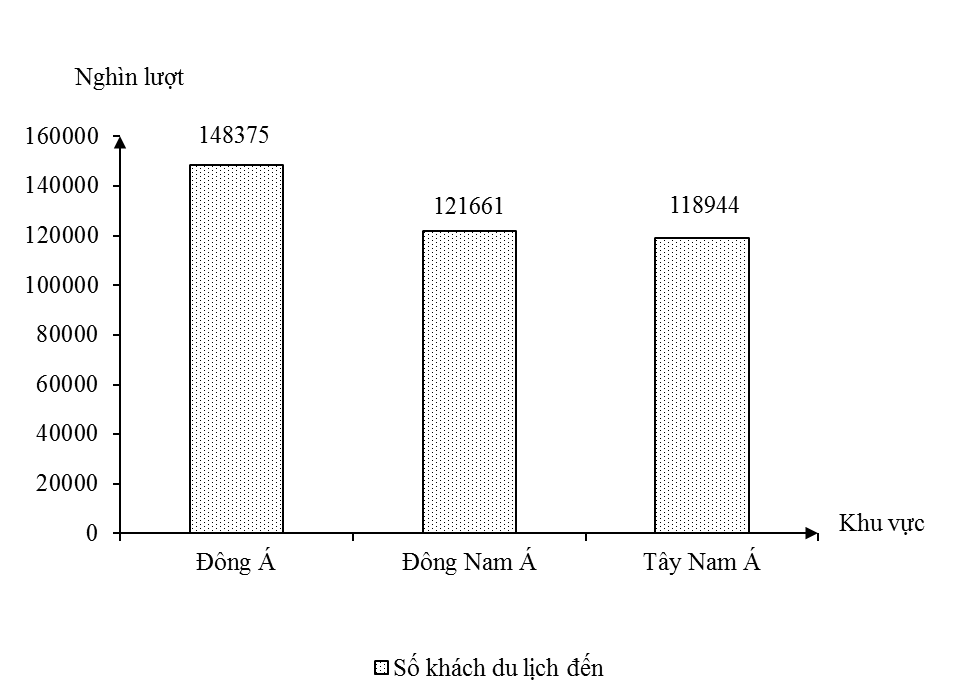 Nghìn lượt
160000
140000
120000
100000
80000
60000
40000
20000
0
148375
121661
118944
Khu vực
Đông Á
Đông Nam Á
Tây Nam Á
Số khách du lịch đến